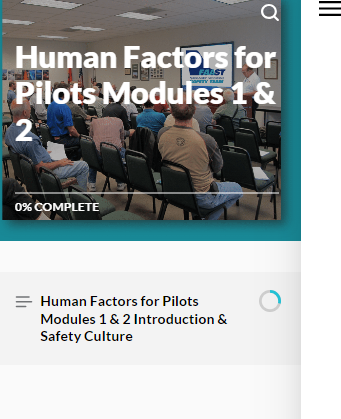 Human Factors for
Pilots Modules 1 &
2
0% COMPLETE
Human Factors for Pilots
Modules 1 & 2 Introduction &
Safety Culture